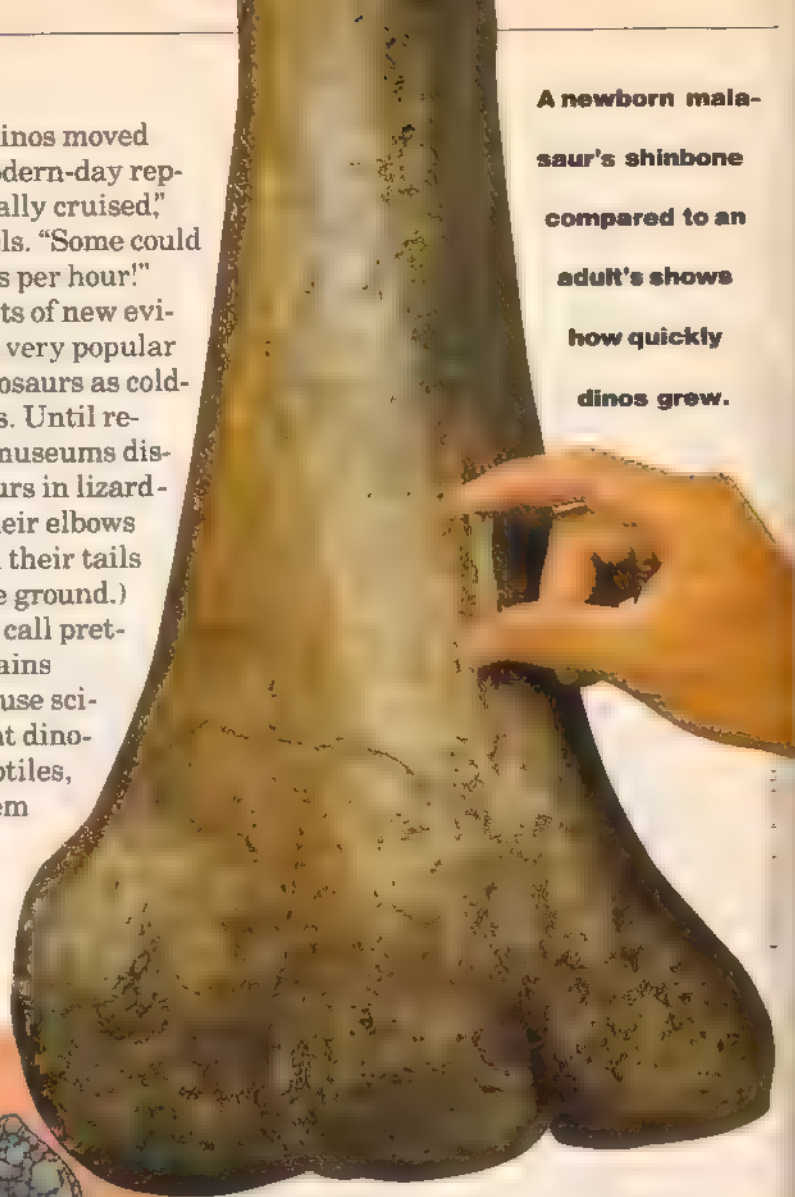 inos moved
odern-day rep-
ally cruised,"
ls. "Some could
s per hour!"
ts of new evi-
very popular
osaurs as cold-
s. Until re-
museums dis-
urs in lizard-
heir elbows
their tails
e ground.)
call pret-
ains
use sci-
at dino-
ptiles,
em
A newborn maia-
saur's shinbone
compared to an
adult's shows
how quickly
dinos grew.